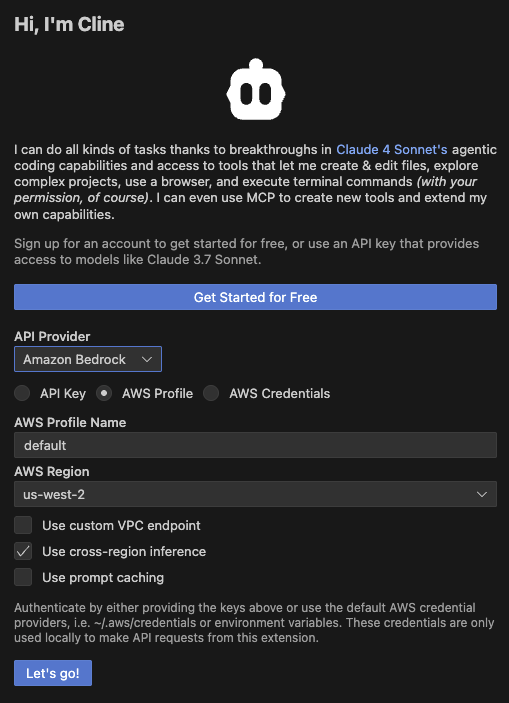 Hi, I'm Cline
I can do all kinds of tasks thanks to breakthroughs in Claude 4 Sonnet's agentic
coding capabilities and access to tools that let me create & edit files, explore
complex projects, use a browser, and execute terminal commands (with your
permission, of course). I can even use MCP to create new tools and extend my
own capabilities.
Sign up for an account to get started for free, or use an API key that provides
access to models like Claude 3.7 Sonnet.
Get Started for Free
API Provider
Amazon Bedrock
API Key AWS Profile AWS Credentials
AWS Profile Name
default
AWS Region
us-west-2
Use custom VPC endpoint
Use cross-region inference
Use prompt caching
Authenticate by either providing the keys above or use the default AWS credential
providers, i.e. ~/.aws/credentials or environment variables. These credentials are only
used locally to make API requests from this extension.
Let's go!